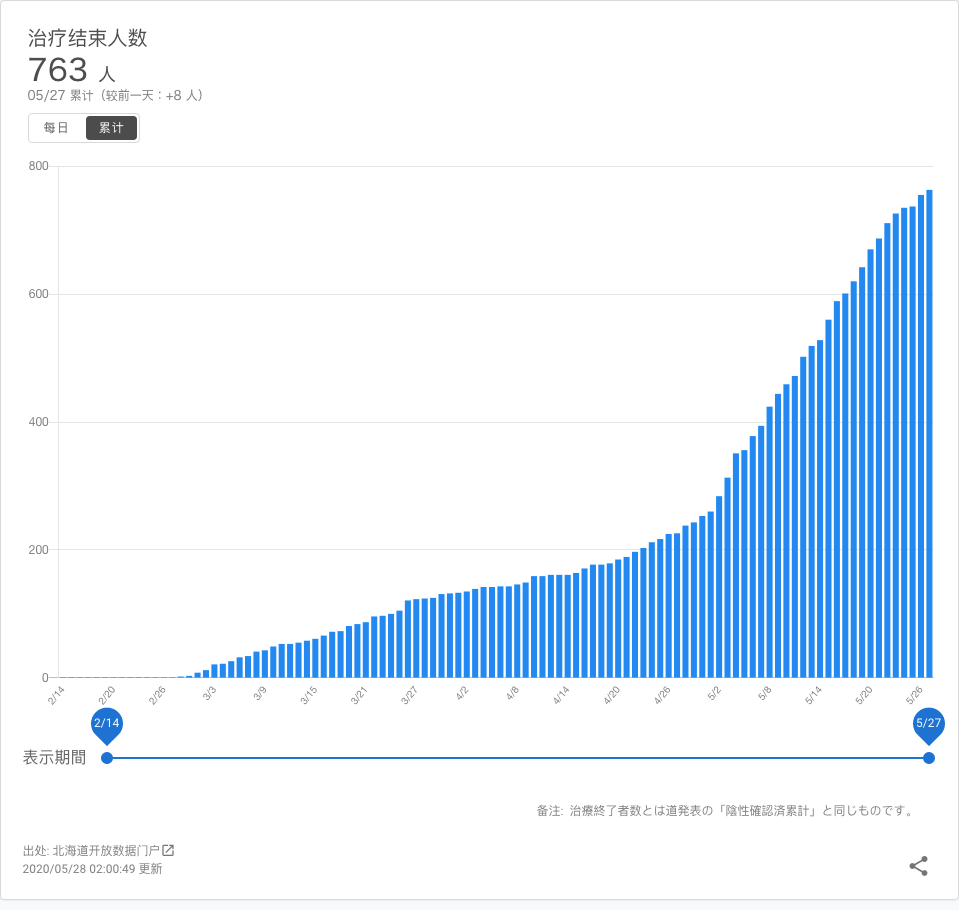 治疗结束人数
763 人
05/27 累计（较前一天：+8 人）
每日 累计
800
600
400
200
0
2/14 2/20 2/26 3/3 3/9 3/15 3/21 3/27 4/2 4/8 4/14 4/20 4/26 5/2 5/8 5/14 5/20 5/26
2/14 5/27
表示期間
备注: 治療終了者数とは道発表の「陰性確認済累計」と同じものです。
出处: 北海道开放数据门户
2020/05/28 02:00:49 更新